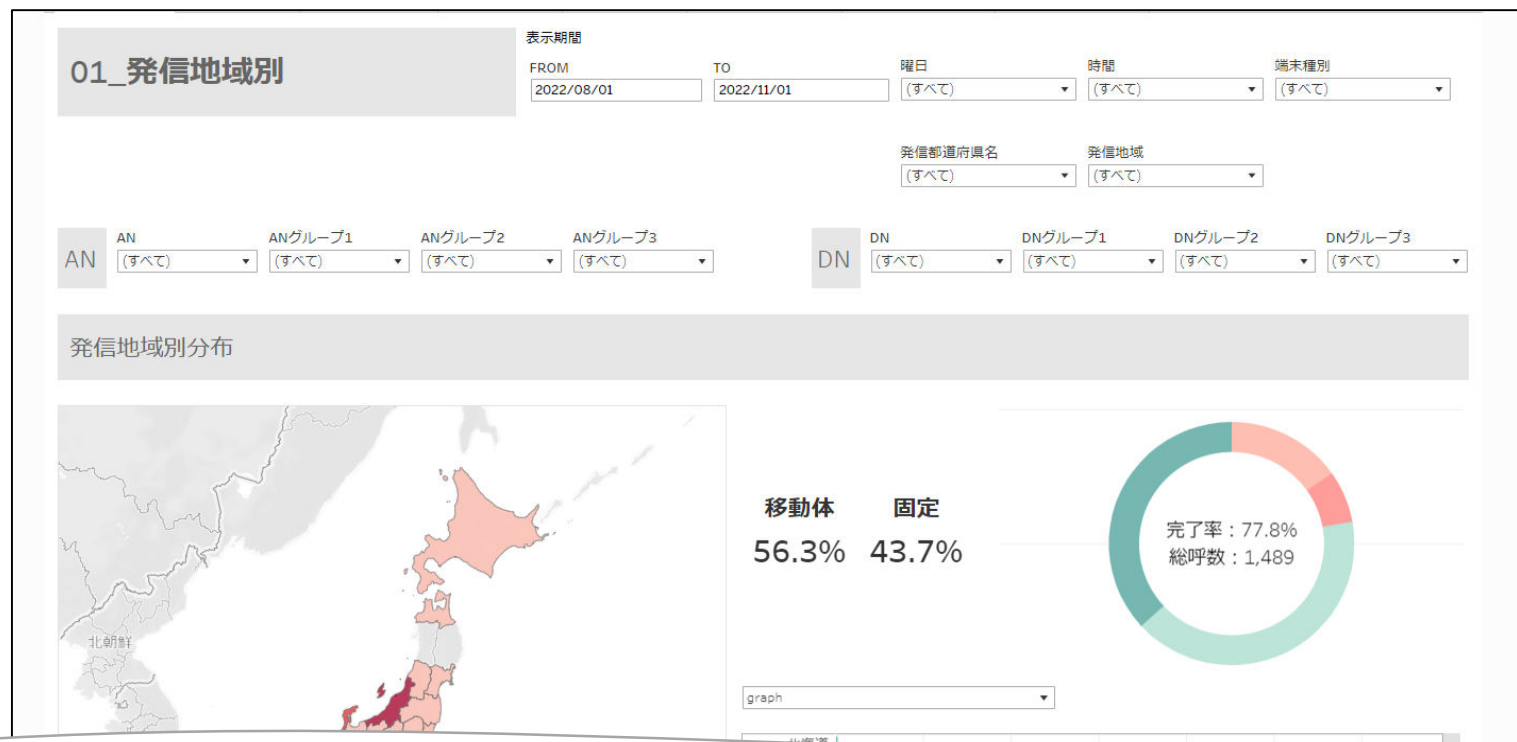 01_発信地域別
表示期間
FROM
2022/08/01
TO
2022/11/01
曜日
(すべて)
時間
(すべて)
端末種別
(すべて)
発信都道府県名
(すべて)
発信地域
(すべて)
AN
AN
(すべて)
ANグループ1
(すべて)
ANグループ2
(すべて)
ANグループ3
(すべて)
DN
DN
(すべて)
DNグループ1
(すべて)
DNグループ2
(すべて)
DNグループ3
(すべて)
発信地域別分布
北朝鮮
移動体
56.3%
固定
43.7%
完了率：77.8%
総呼数：1,489
graph
北海道